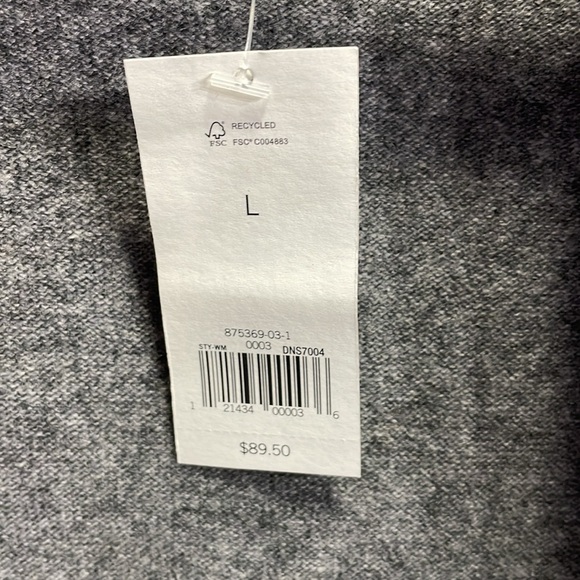 RECYCLED
FSC FSC® C004883
L
875369-03-1
STY-WM 0003 DNS7004
1 21434 00003 6
$89.50